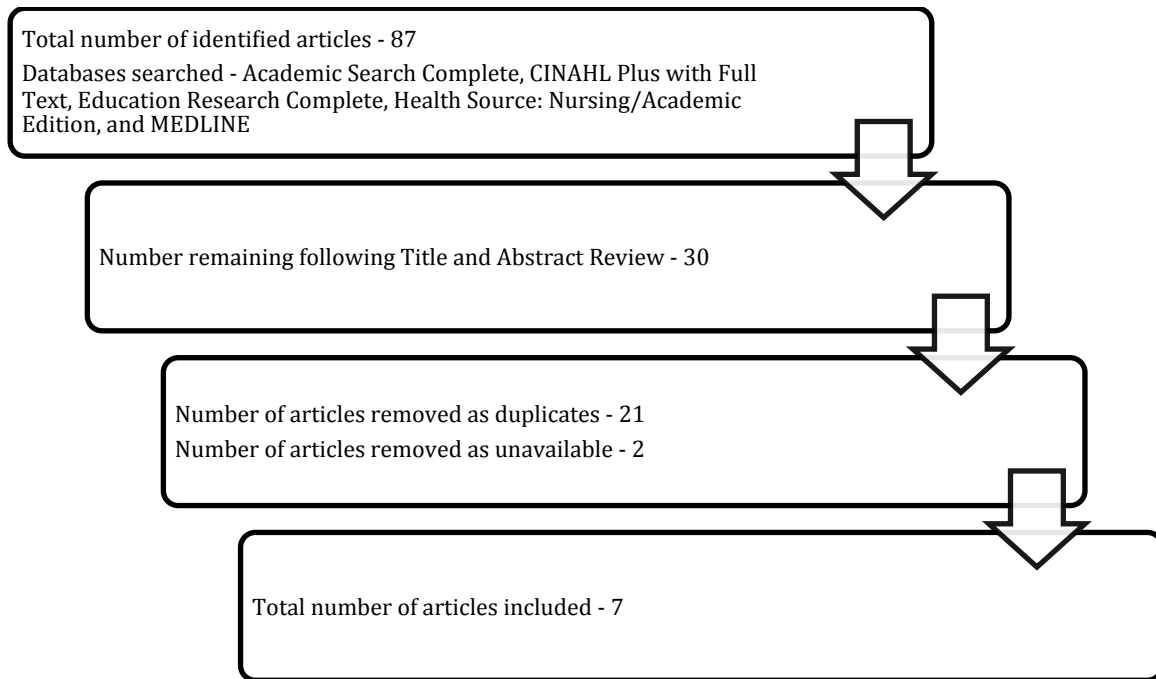 Total number of identified articles - 87
Databases searched - Academic Search Complete, CINAHL Plus with Full
Text, Education Research Complete, Health Source: Nursing/Academic
Edition, and MEDLINE
Number remaining following Title and Abstract Review - 30
Number of articles removed as duplicates - 21
Number of articles removed as unavailable - 2
Total number of articles included - 7